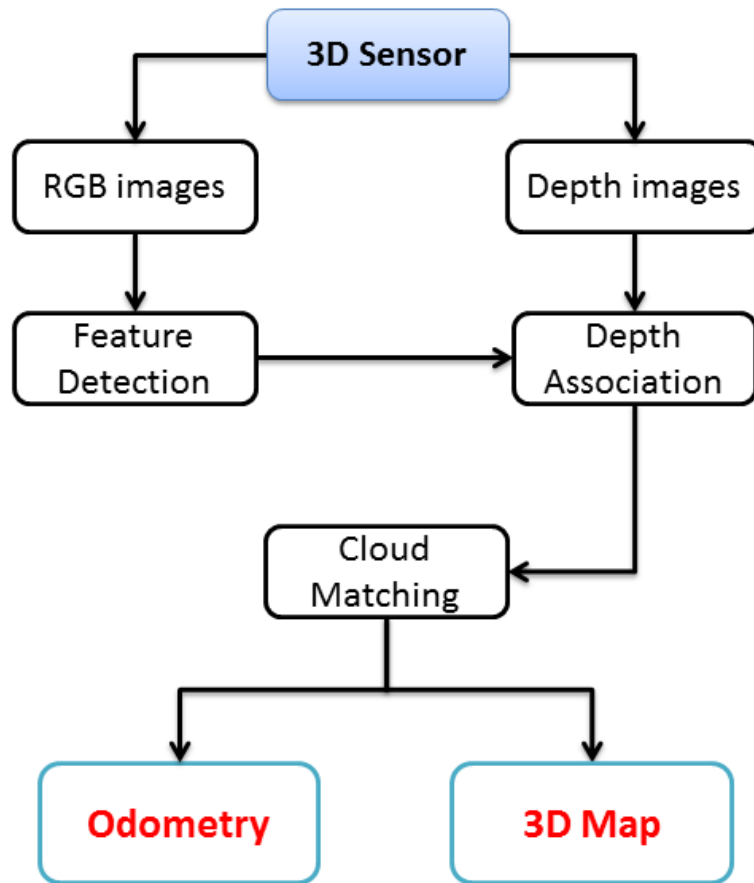 3D Sensor
RGB images
Depth images
Feature
Detection
Depth
Association
Cloud
Matching
Odometry
3D Map